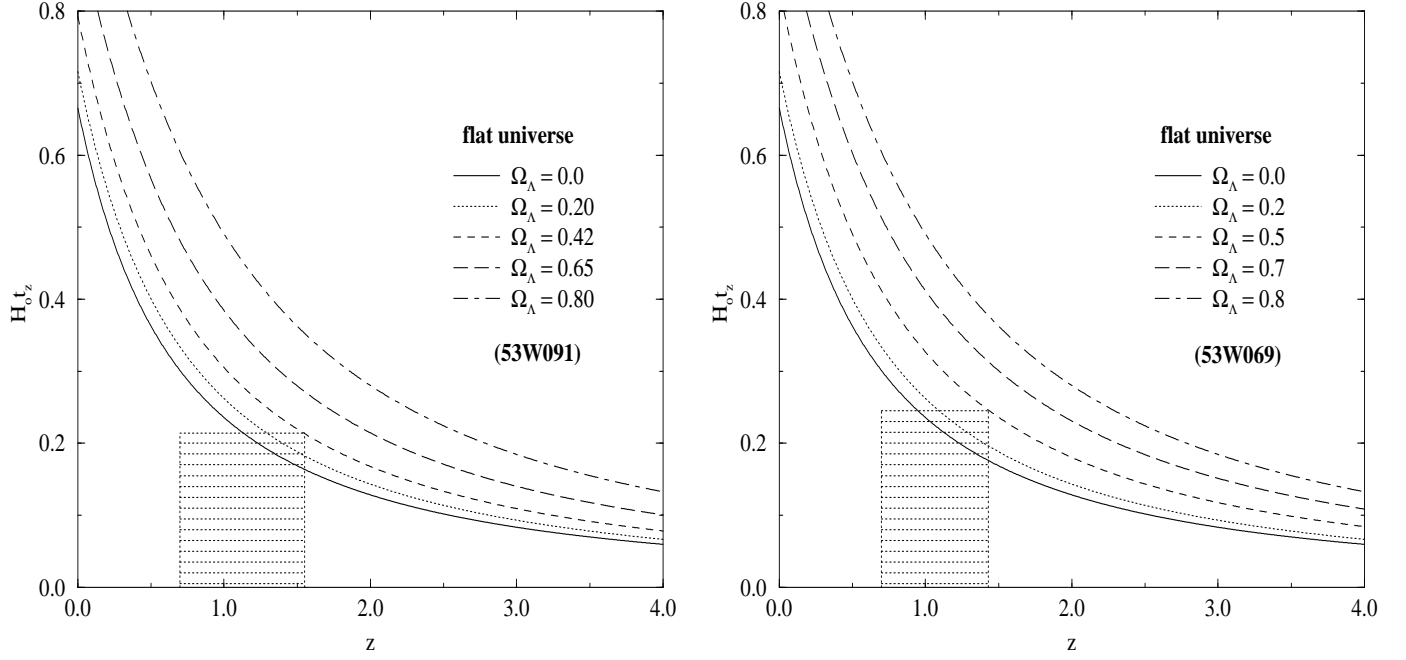 0.8
0.6
0.4
0.2
0.0
H₀t_z
0.0 1.0 2.0 3.0 4.0
z
flat universe
Ω_Λ = 0.0
Ω_Λ = 0.20
Ω_Λ = 0.42
Ω_Λ = 0.65
Ω_Λ = 0.80
(53W091)
0.8
0.6
0.4
0.2
0.0
H₀t_z
0.0 1.0 2.0 3.0 4.0
z
flat universe
Ω_Λ = 0.0
Ω_Λ = 0.2
Ω_Λ = 0.5
Ω_Λ = 0.7
Ω_Λ = 0.8
(53W069)